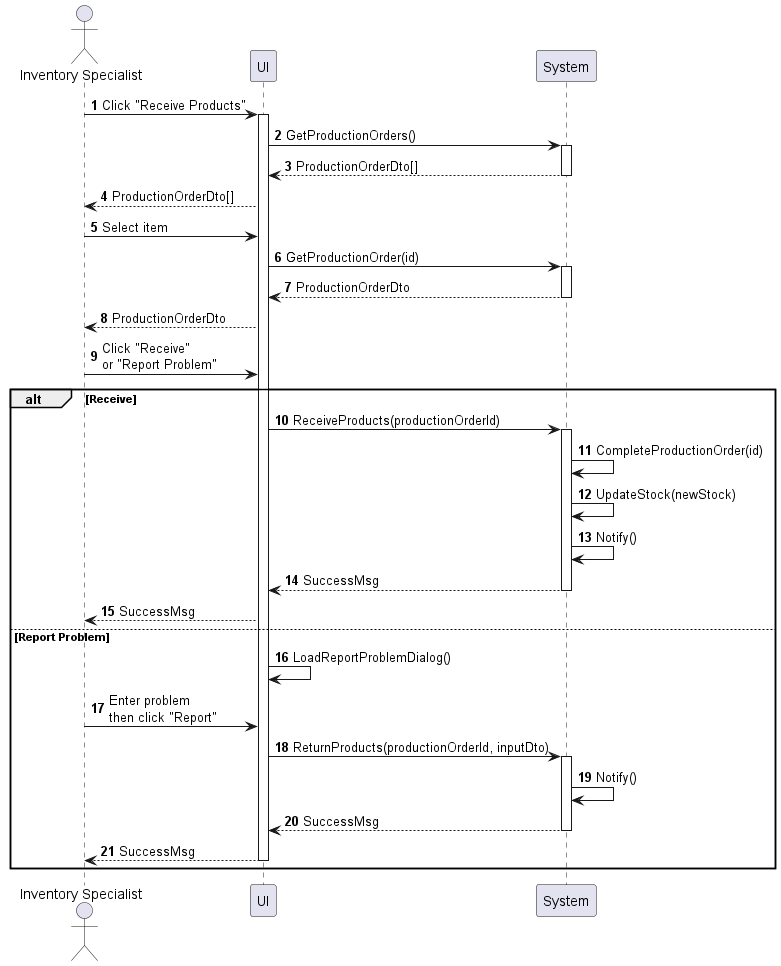 Inventory Specialist
UI
System
1 Click "Receive Products"
2 GetProductionOrders()
3 ProductionOrderDto[]
4 ProductionOrderDto[]
5 Select item
6 GetProductionOrder(id)
7 ProductionOrderDto
8 ProductionOrderDto
9 Click "Receive"
or "Report Problem"
alt [Receive]
10 ReceiveProducts(productionOrderId)
11 CompleteProductionOrder(id)
12 UpdateStock(newStock)
13 Notify()
14 SuccessMsg
15 SuccessMsg
[Report Problem]
16 LoadReportProblemDialog()
17 Enter problem
then click "Report"
18 ReturnProducts(productionOrderId, inputDto)
19 Notify()
20 SuccessMsg
21 SuccessMsg
Inventory Specialist
UI
System